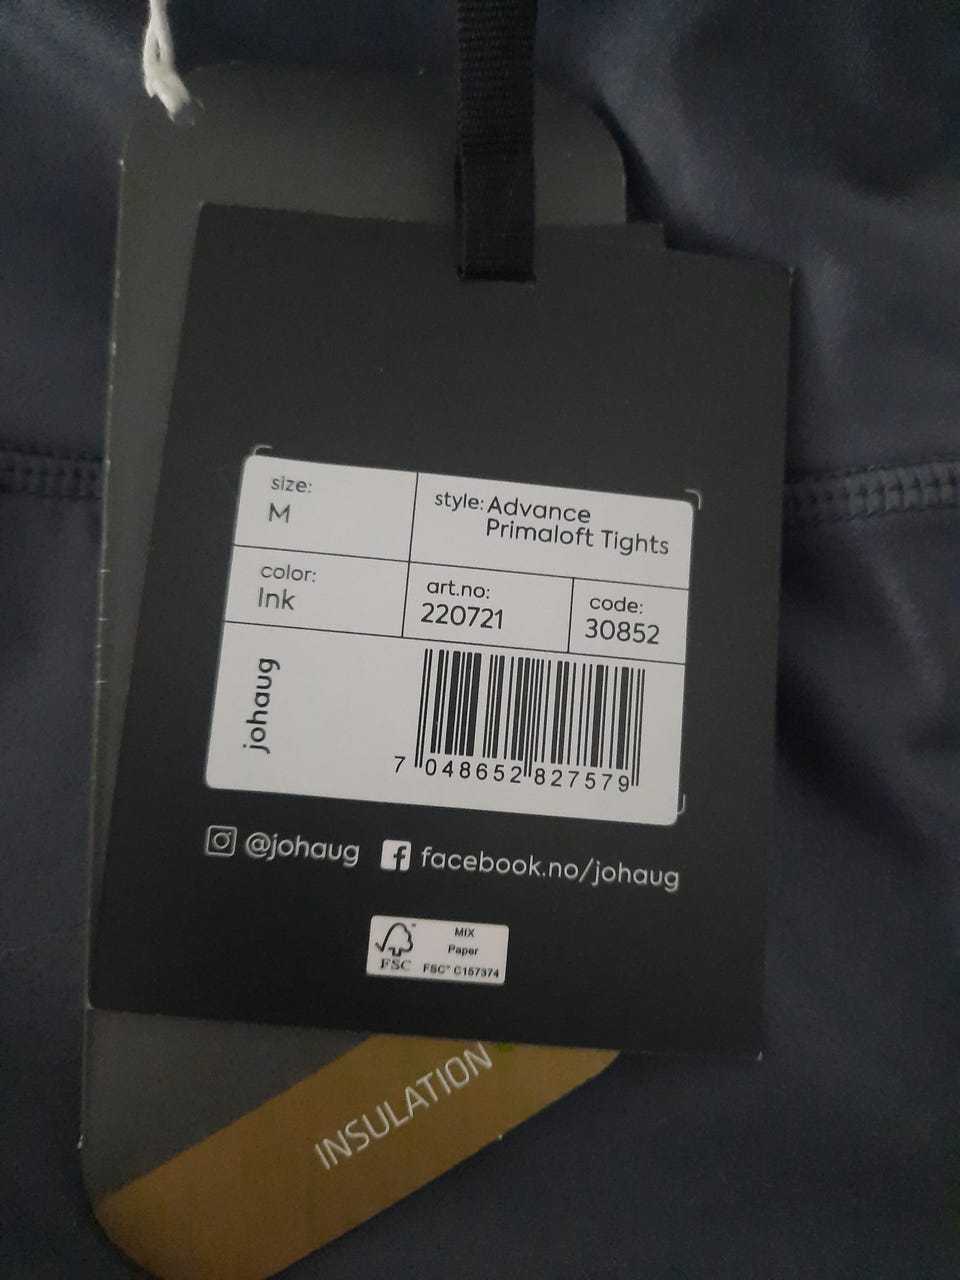 size:
M
style: Advance
Primaloft Tights
color:
Ink
art.no:
220721
code:
30852
johaug
7 048652 827579
@johaug
facebook.no/johaug
FSC
MIX
Paper
FSC™ C157374
INSULATION